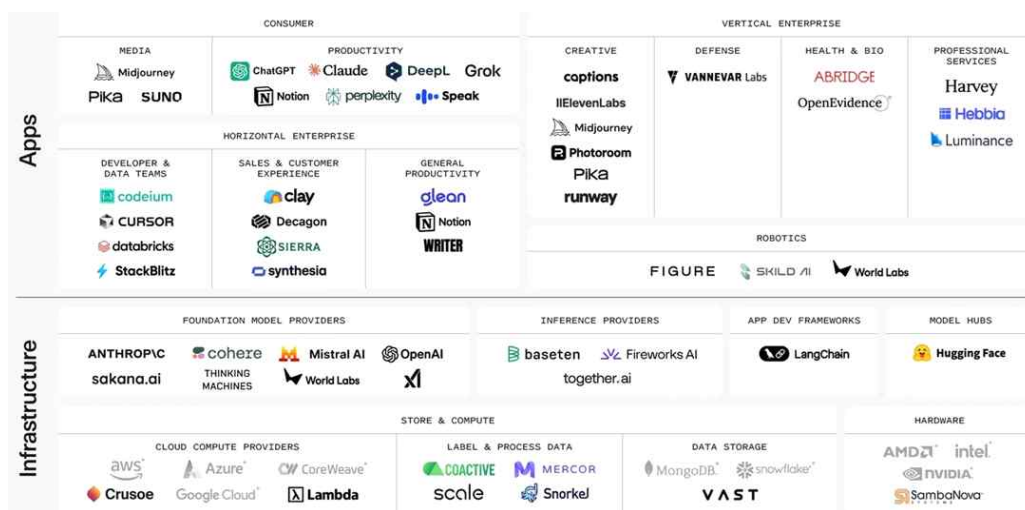 Apps
CONSUMER
MEDIA
Midjourney
Pika SUNO
PRODUCTIVITY
ChatGPT Claude DeepL Grok
Notion perplexity Speak
HORIZONTAL ENTERPRISE
DEVELOPER &
DATA TEAMS
codeium
CURSOR
databricks
StackBlitz
SALES & CUSTOMER
EXPERIENCE
clay
Decagon
SIERRA
synthesia
GENERAL
PRODUCTIVITY
glean
Notion
WRITER
VERTICAL ENTERPRISE
CREATIVE
captions
IIElevenLabs
Midjourney
Photoroom
Pika
runway
DEFENSE
VANNEVAR Labs
HEALTH & BIO
ABRIDGE
OpenEvidence
PROFESSIONAL
SERVICES
Harvey
Hebbia
Luminance
ROBOTICS
FIGURE SKILD AI World Labs
Infrastructure
FOUNDATION MODEL PROVIDERS
ANTHROP\C cohere Mistral AI OpenAI
sakana.ai THINKING MACHINES World Labs xI
INFERENCE PROVIDERS
baseten Fireworks AI
together.ai
APP DEV FRAMEWORKS
LangChain
MODEL HUBS
Hugging Face
STORE & COMPUTE
CLOUD COMPUTE PROVIDERS
aws* Azure* CoreWeave*
Crusoe Google Cloud* Lambda
LABEL & PROCESS DATA
COACTIVE MERCOR
scale Snorkel
DATA STORAGE
MongoDB* snowflake*
VAST
HARDWARE
AMD* intel*
NVIDIA*
SambaNova
SYSTEMS